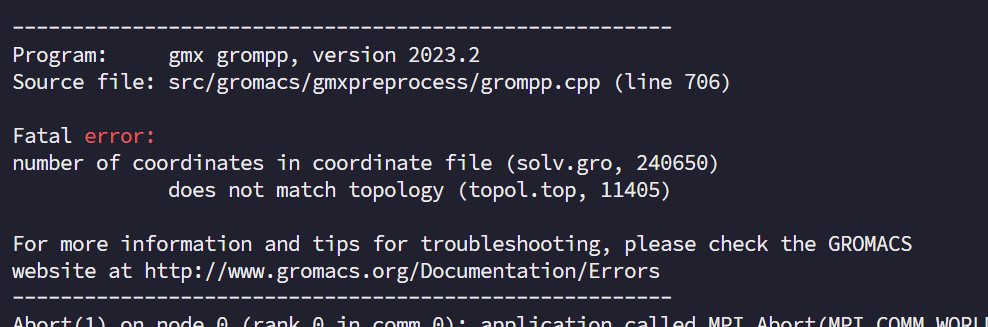 -----------------------------------------------------
Program:     gmx grompp, version 2023.2
Source file: src/gromacs/gmxpreprocess/grompp.cpp (line 706)

Fatal error:
number of coordinates in coordinate file (solv.gro, 240650)
             does not match topology (topol.top, 11405)

For more information and tips for troubleshooting, please check the GROMACS
website at http://www.gromacs.org/Documentation/Errors
-----------------------------------------------------
Abort(1) on node 0 (rank 0 in comm 0): application called MPI_Abort(MPI_COMM_WORL